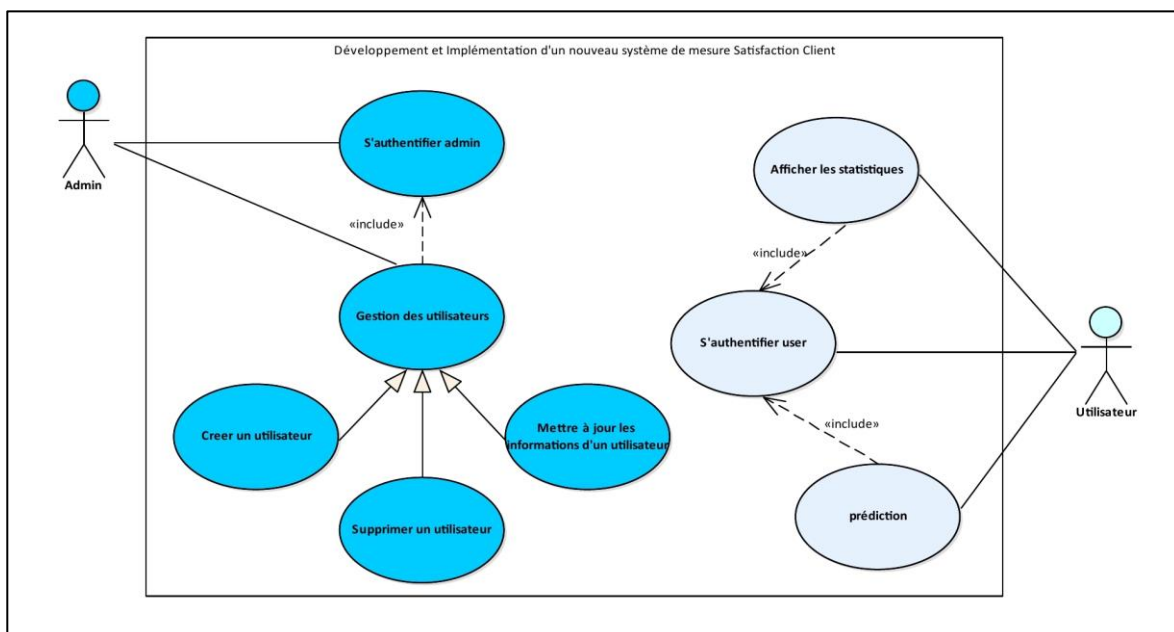 Développement et Implémentation d'un nouveau système de mesure Satisfaction Client
Admin
S'authentifier admin
«include»
Gestion des utilisateurs
Creer un utilisateur
Supprimer un utilisateur
Mettre à jour les
informations d'un utilisateur
Afficher les statistiques
«include»
S'authentifier user
«include»
prédiction
Utilisateur